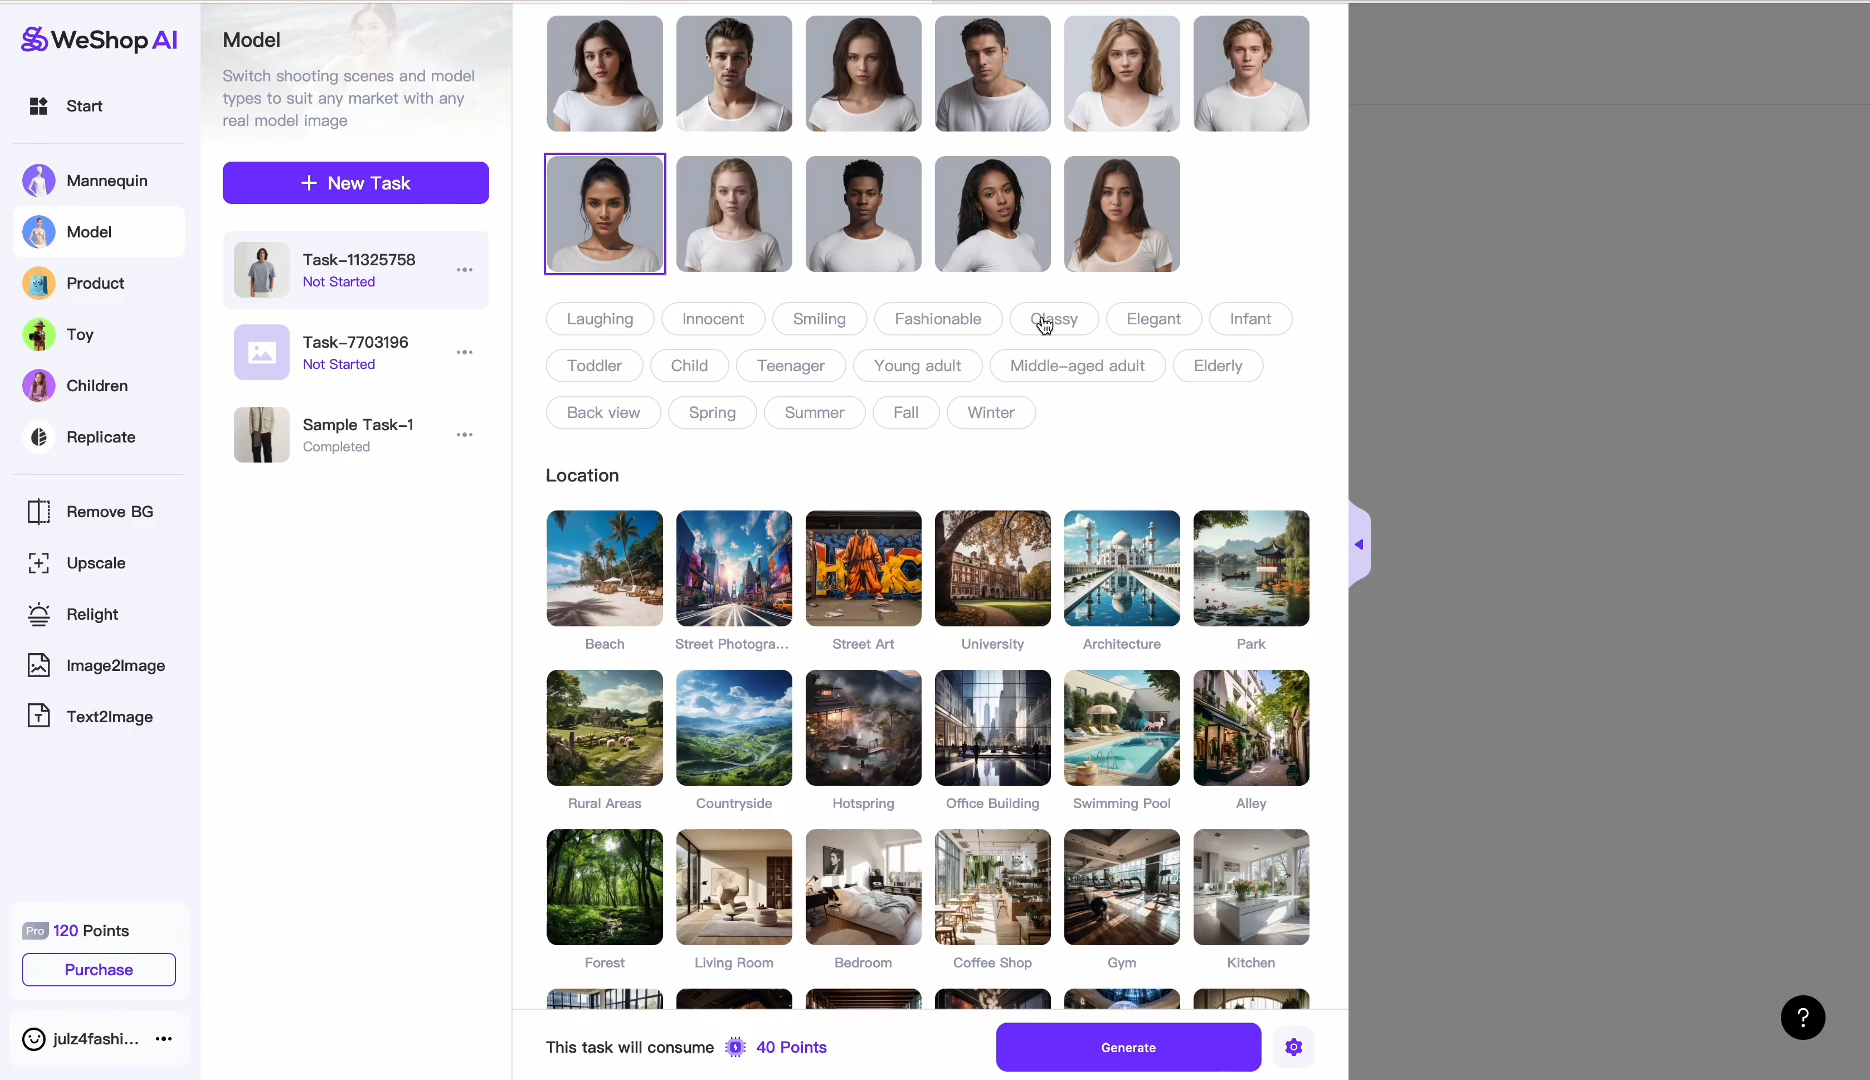 WeShop AI
Start
Mannequin
Model
Product
Toy
Children
Replicate
Remove BG
Upscale
Relight
Image2Image
Text2Image
Pro 120 Points
Purchase
julz4fashi...
Model
Switch shooting scenes and model
types to suit any market with any
real model image
+ New Task
Task-11325758
Not Started
Task-7703196
Not Started
Sample Task-1
Completed
Laughing Innocent Smiling Fashionable Classy Elegant Infant
Toddler Child Teenager Young adult Middle-aged adult Elderly
Back view Spring Summer Fall Winter
Location
Beach Street Photogra... Street Art University Architecture Park
Rural Areas Countryside Hotspring Office Building Swimming Pool Alley
Forest Living Room Bedroom Coffee Shop Gym Kitchen
This task will consume 40 Points
Generate
?